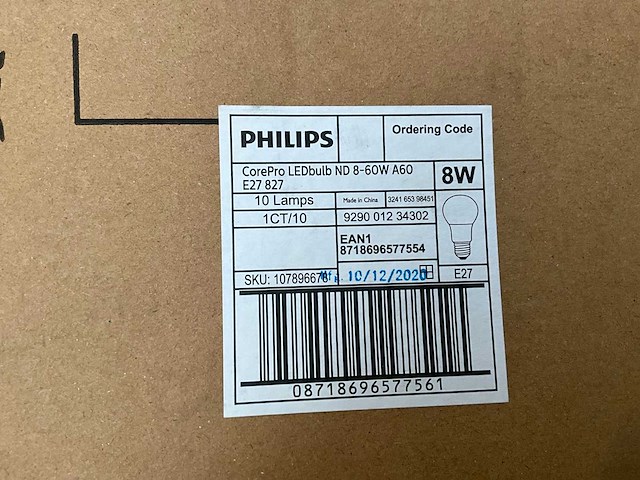 PHILIPS
Ordering Code
CorePro LEDbulb ND 8-60W A60
E27 827
8W
10 Lamps
Made in China
3241 653 98451
1CT/10
9290 012 34302
EAN1
8718696577554
SKU: 107896678
10/12/2020
E27
08718696577561